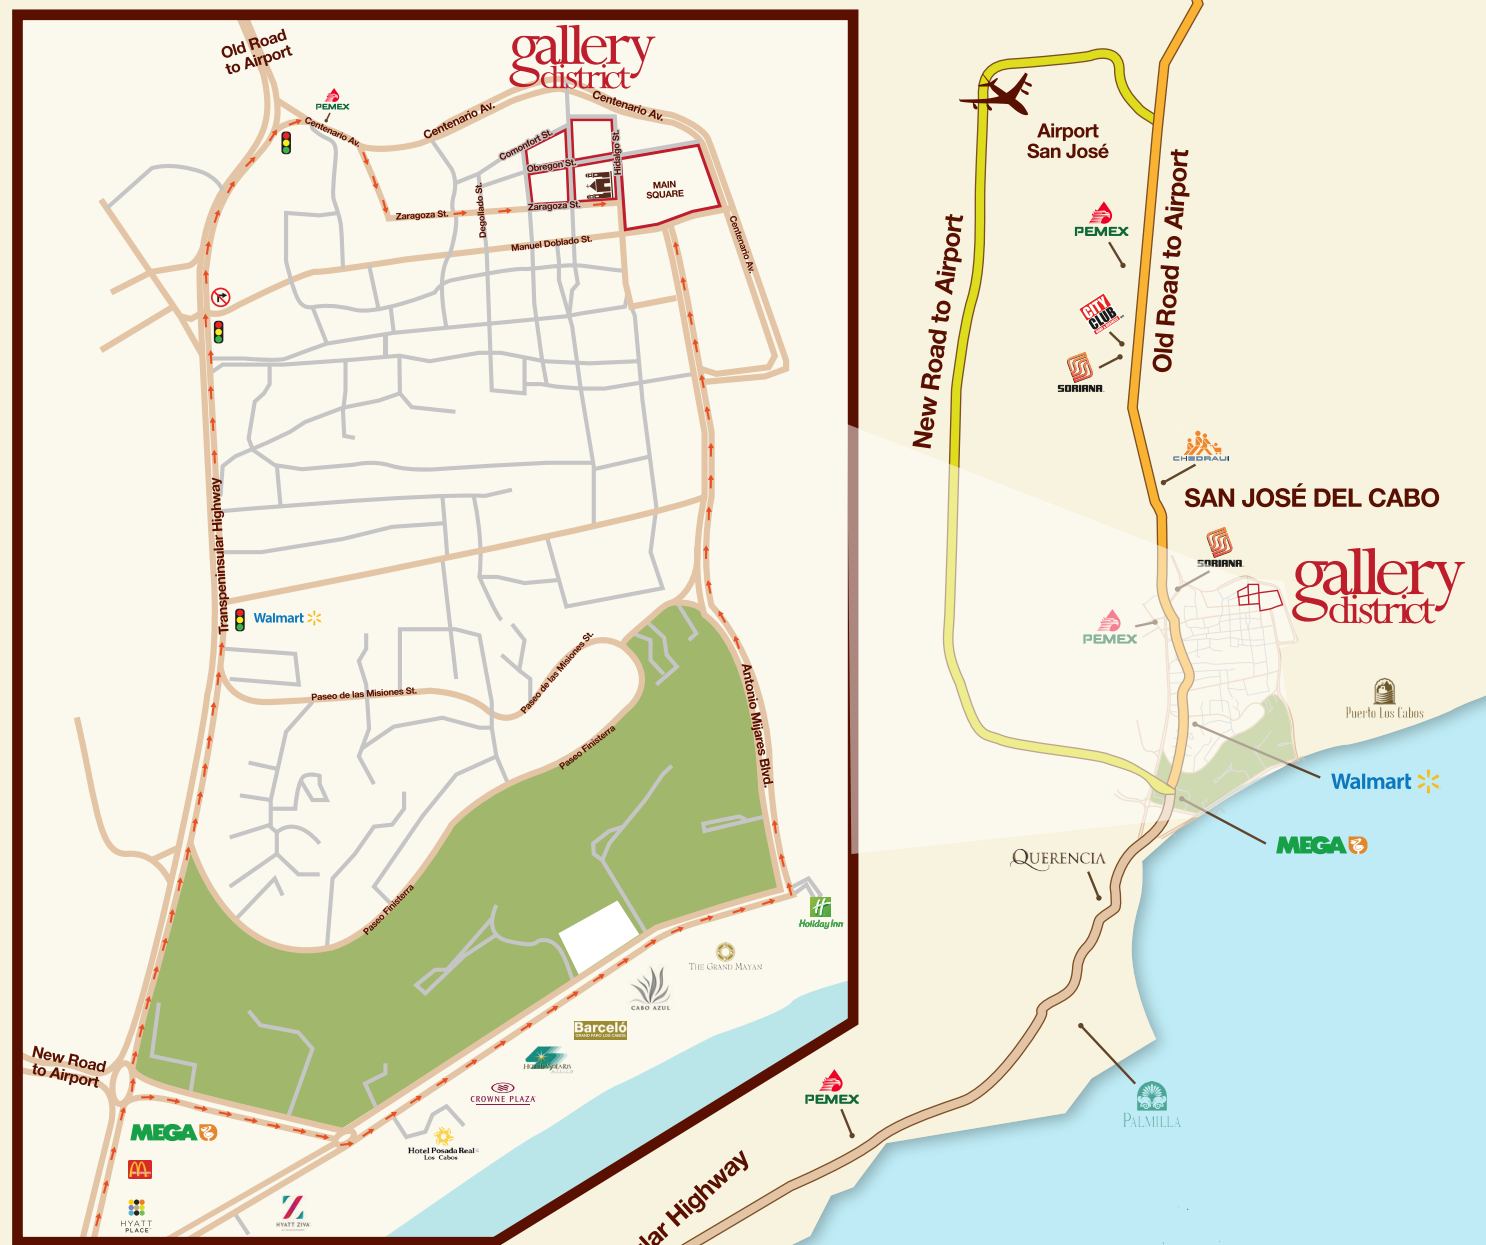 Old Road
to Airport
gallery
district
PEMEX
Centenario Av.
Centenario Av.
Centenario Av.
Comonfort St.
Obregon St.
Hidalgo St.
MAIN
SQUARE
Degollado St.
Zaragoza St.
Zaragoza St.
Manuel Doblado St.
Centenario Av.
Transpeninsular Highway
Walmart
Paseo de las Misiones St.
Paseo de las Misiones St.
Paseo Finisterra
Paseo Finisterra
Antonio Mijares Blvd.
Holiday Inn
THE GRAND MAYAN
CABO AZUL
Barceló
GRAN FARO LOS CABOS
CROWNE PLAZA
Hotel Posada Real
Los Cabos
New Road
to Airport
MEGA
HYATT
PLACE
HYATT ZIVA
Airport
San José
New Road to Airport
Old Road to Airport
PEMEX
CITY
CLUB
SORIANA
CHEDRAUI
SAN JOSÉ DEL CABO
SORIANA
gallery
district
PEMEX
Puerto Los Cabos
Walmart
MEGA
QUERENCIA
PALMILLA
PEMEX
lar Highway